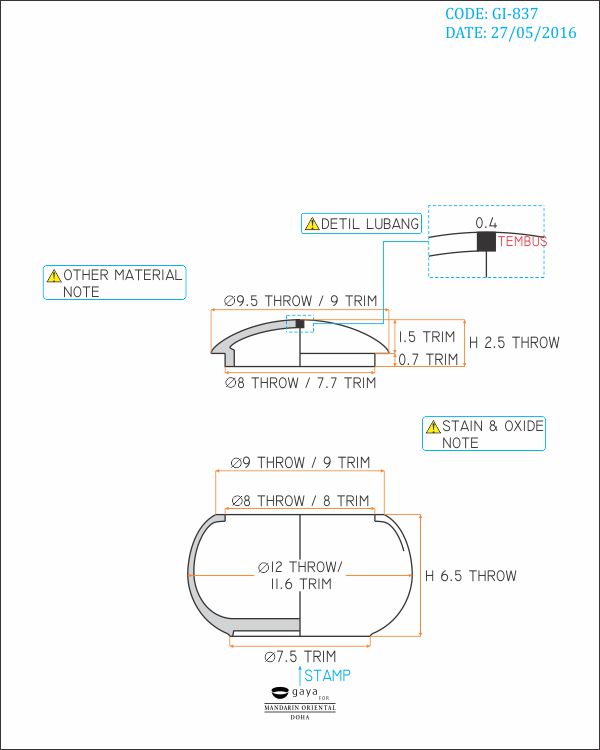 CODE: GI-837
DATE: 27/05/2016
DETIL LUBANG
0.4
TEMBUS
OTHER MATERIAL
NOTE
Ø9.5 THROW / 9 TRIM
1.5 TRIM
H 2.5 THROW
0.7 TRIM
Ø8 THROW / 7.7 TRIM
STAIN & OXIDE
NOTE
Ø9 THROW / 9 TRIM
Ø8 THROW / 8 TRIM
Ø12 THROW/
11.6 TRIM
H 6.5 THROW
Ø7.5 TRIM
STAMP
gaya
FOR
MANDARIN ORIENTAL
DOHA